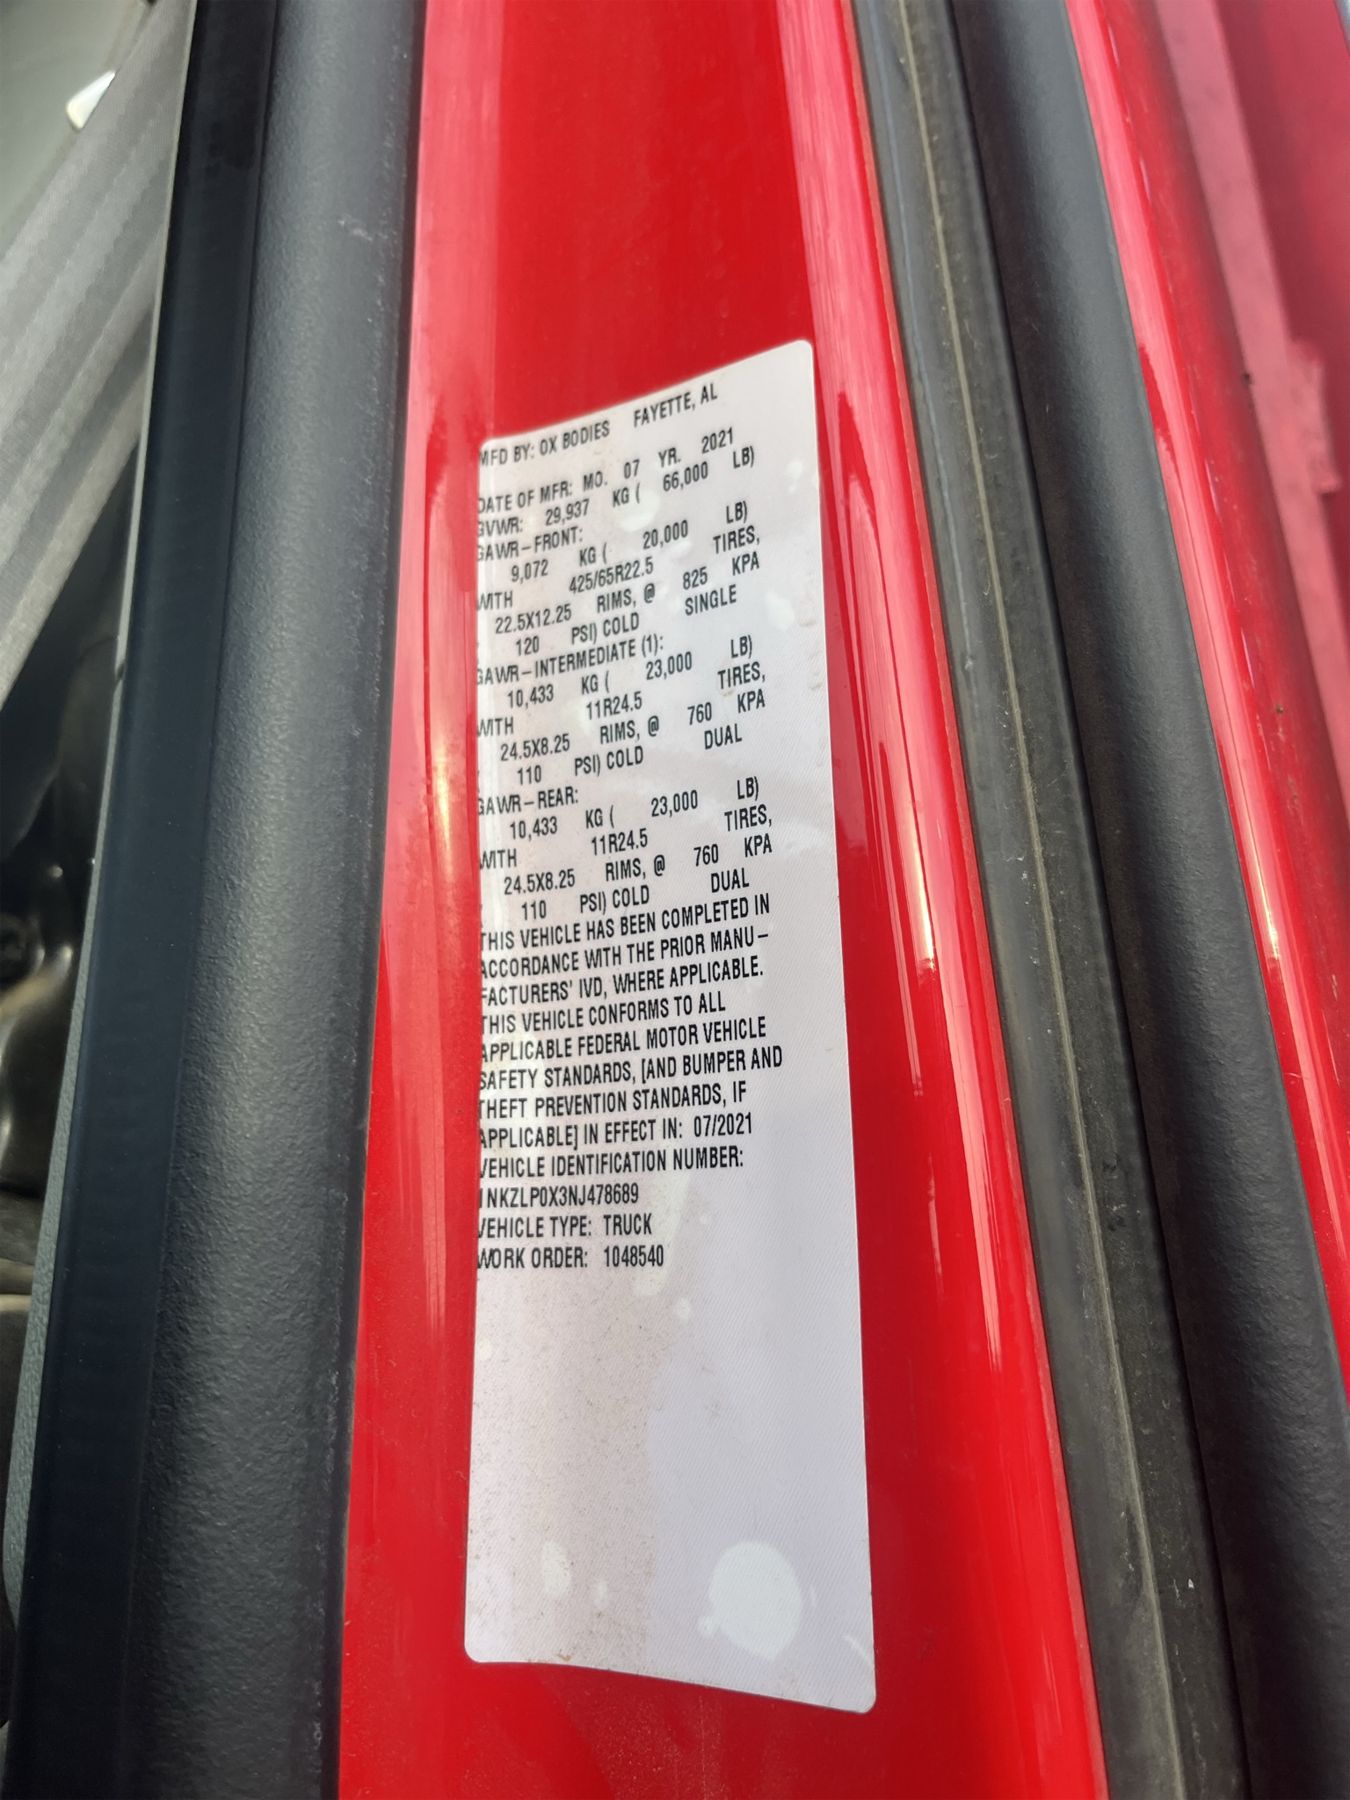 MFD BY: OX BODIES FAYETTE, AL
DATE OF MFR: MO. 07 YR. 2021
GVWR: 29,937 KG ( 66,000 LB)
GAWR-FRONT:
9,072 KG ( 20,000 LB)
WITH 425/65R22.5 TIRES,
22.5X12.25 RIMS, @ 825 KPA
120 PSI) COLD SINGLE
GAWR-INTERMEDIATE (1):
10,433 KG ( 23,000 LB)
WITH 11R24.5 TIRES,
24.5X8.25 RIMS, @ 760 KPA
110 PSI) COLD DUAL
GAWR-REAR:
10,433 KG ( 23,000 LB)
WITH 11R24.5 TIRES,
24.5X8.25 RIMS, @ 760 KPA
110 PSI) COLD DUAL
THIS VEHICLE HAS BEEN COMPLETED IN
ACCORDANCE WITH THE PRIOR MANU-
FACTURERS' IVD, WHERE APPLICABLE.
THIS VEHICLE CONFORMS TO ALL
APPLICABLE FEDERAL MOTOR VEHICLE
SAFETY STANDARDS, [AND BUMPER AND
THEFT PREVENTION STANDARDS, IF
APPLICABLE] IN EFFECT IN: 07/2021
VEHICLE IDENTIFICATION NUMBER:
1NKZLP0X3NJ478689
VEHICLE TYPE: TRUCK
WORK ORDER: 1048540